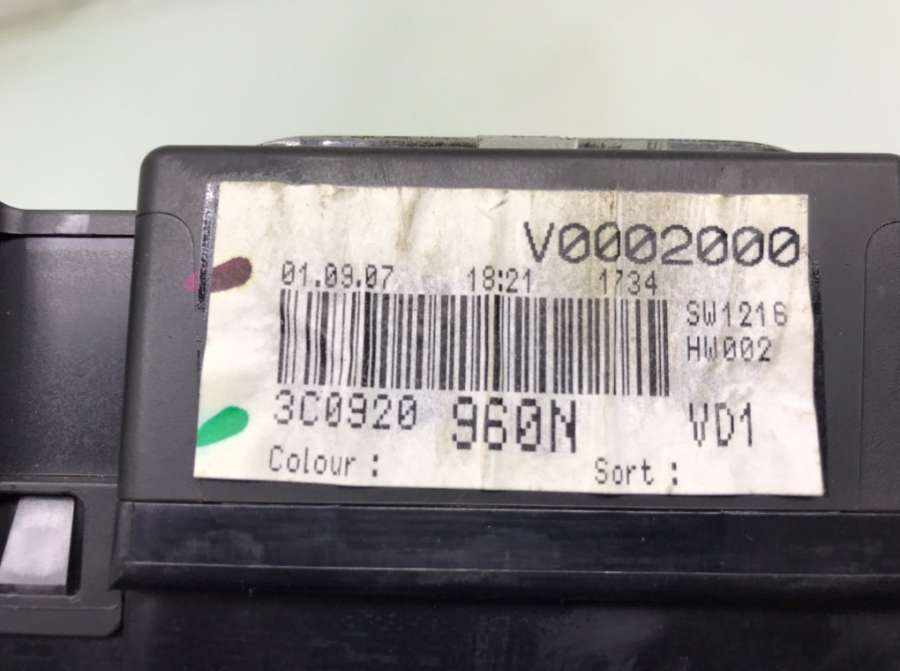 V0002000
01.09.07 18:21 1734
SW1216
HW002
3C0920 960N VD1
Colour : Sort :